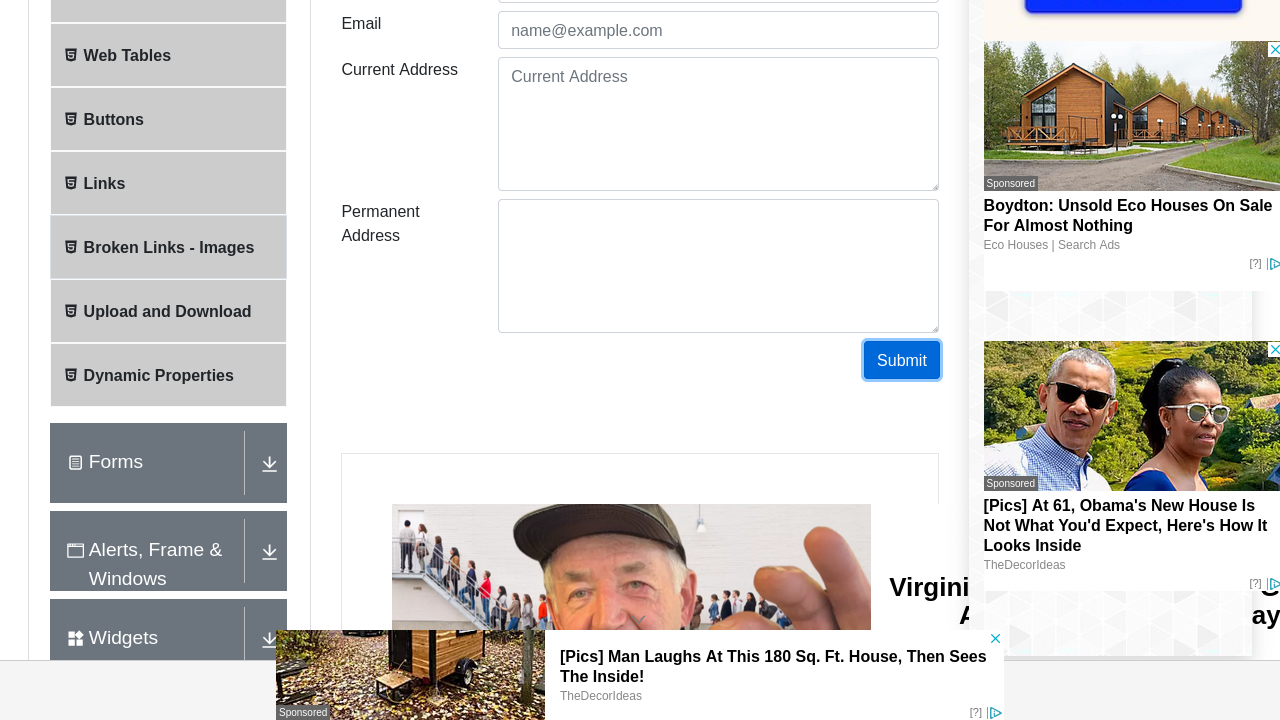 Web Tables
Buttons
Links
Broken Links - Images
Upload and Download
Dynamic Properties
Forms
Alerts, Frame &
Windows
Widgets
Email
name@example.com
Current Address
Current Address
Permanent
Address
Submit
Sponsored
Boydton: Unsold Eco Houses On Sale
For Almost Nothing
Eco Houses | Search Ads
[?]
Sponsored
[Pics] At 61, Obama's New House Is
Not What You'd Expect, Here's How It
Looks Inside
TheDecorIdeas
[?]
Sponsored
[Pics] Man Laughs At This 180 Sq. Ft. House, Then Sees
The Inside!
TheDecorIdeas
[?]